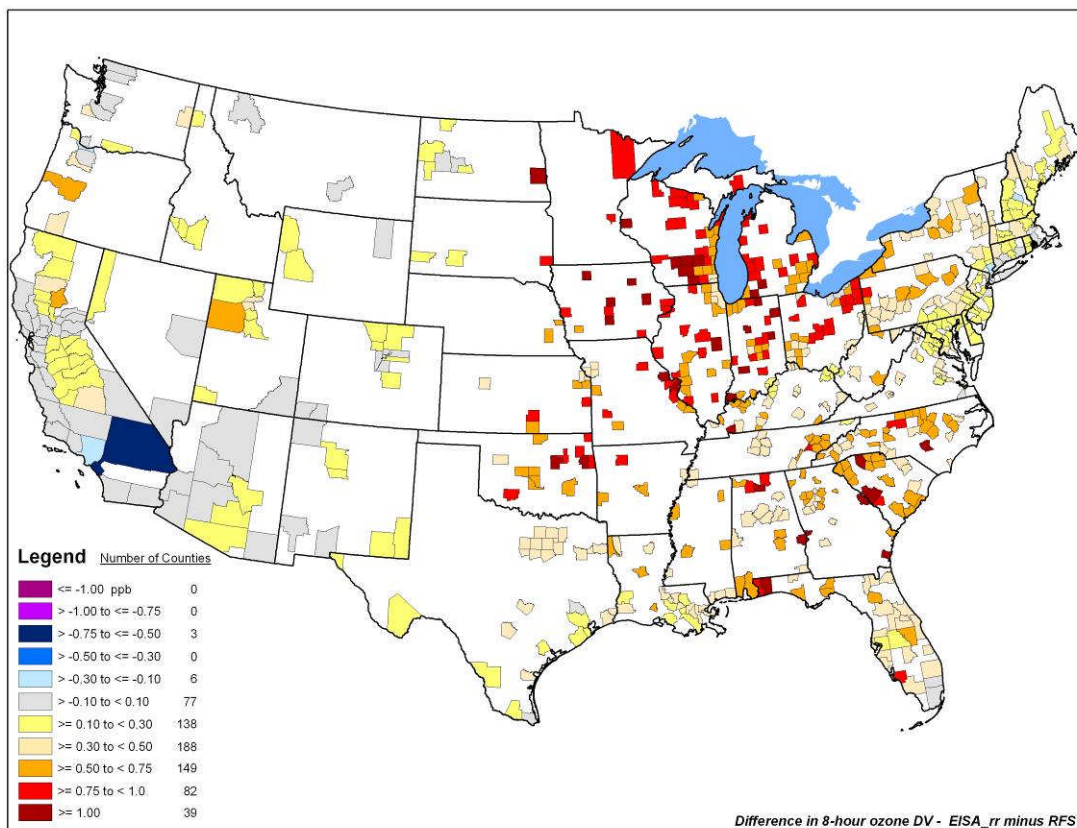 Legend Number of Counties
<= -1.00 ppb 0
> -1.00 to <= -0.75 0
> -0.75 to <= -0.50 3
> -0.50 to <= -0.30 0
> -0.30 to <= -0.10 6
> -0.10 to < 0.10 77
>= 0.10 to < 0.30 138
>= 0.30 to < 0.50 188
>= 0.50 to < 0.75 149
>= 0.75 to < 1.0 82
>= 1.00 39
Difference in 8-hour ozone DV - EISA_rr minus RFS